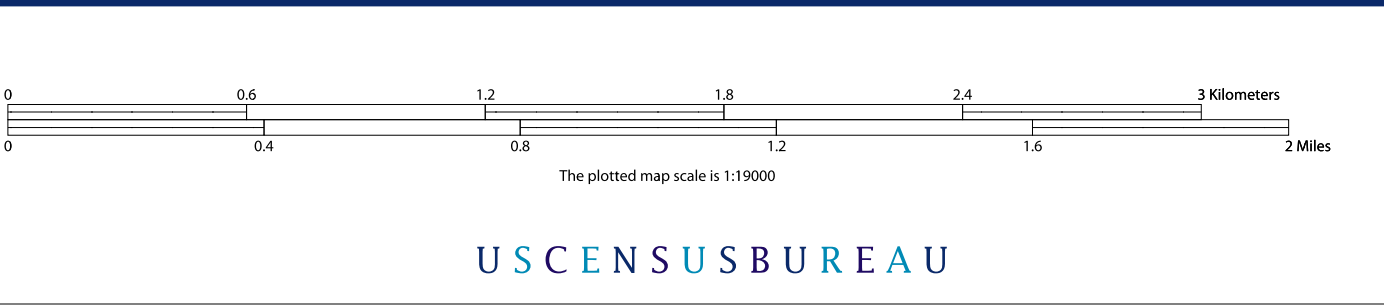 0 0.6 1.2 1.8 2.4 3 Kilometers
0 0.4 0.8 1.2 1.6 2 Miles
The plotted map scale is 1:19000
USCENSUSBUREAU